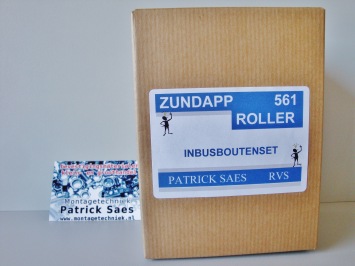 ZUNDAPP 561
ROLLER
INBUSBOUTENSET
PATRICK SAES RVS
Montagetechniek
Patrick Saes
www.montagetechniek.nl